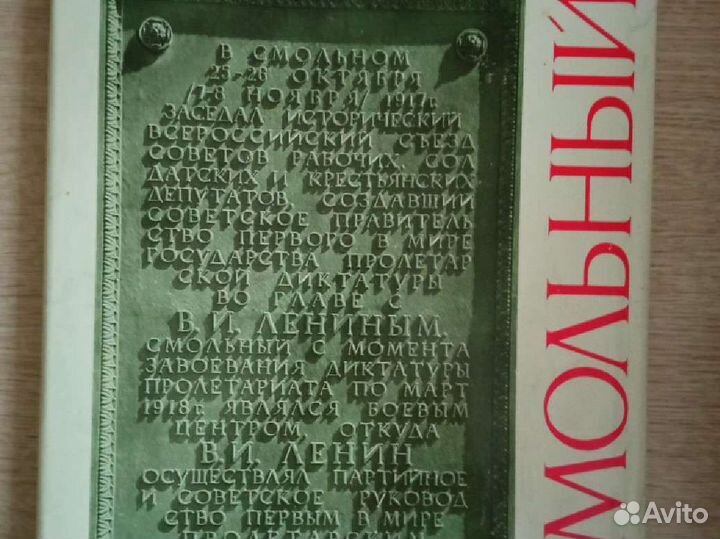 В СМОЛЬНОМ
25-26 ОКТЯБРЯ
/7-8 НОЯБРЯ/ 1917г.
ЗАСЕДАЛ ИСТОРИЧЕСКИЙ
ВСЕРОССИЙСКИЙ СЪЕЗД
СОВЕТОВ РАБОЧИХ, СОЛ
ДАТСКИХ И КРЕСТЬЯНСКИХ
ДЕПУТАТОВ, СОЗДАВШИЙ
СОВЕТСКОЕ ПРАВИТЕЛЬ
СТВО ПЕРВОГО В МИРЕ
ГОСУДАРСТВА ПРОЛЕТАР
СКОЙ ДИКТАТУРЫ
ВО ГЛАВЕ С
В.И. ЛЕНИНЫМ.
СМОЛЬНЫЙ С МОМЕНТА
ЗАВОЕВАНИЯ ДИКТАТУРЫ
ПРОЛЕТАРИАТА ПО МАРТ
1918г. ЯВЛЯЛСЯ БОЕВЫМ
ЦЕНТРОМ, ОТКУДА
В.И. ЛЕНИН
ОСУЩЕСТВЛЯЛ ПАРТИЙНОЕ
И СОВЕТСКОЕ РУКОВОД
СТВО ПЕРВЫМ В МИРЕ
ПРОЛЕТАРСКИМ
МОЛЬНЫЙ
Avito